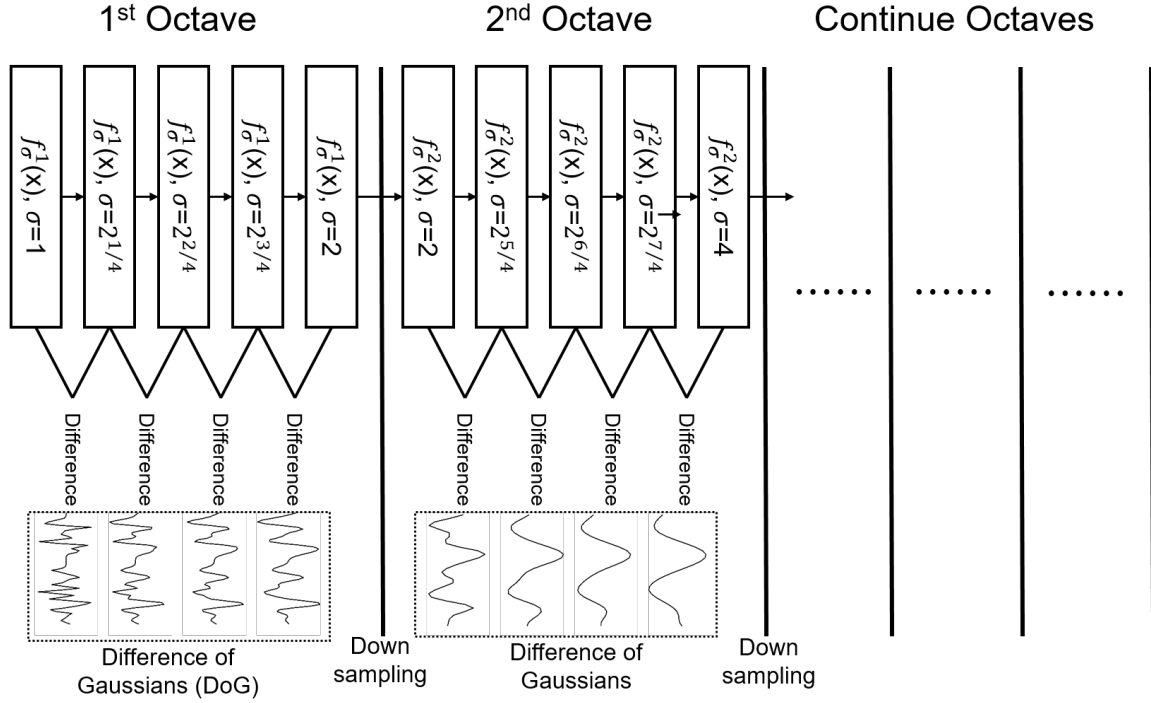 1st Octave
2nd Octave
Continue Octaves
f¹σ(x), σ=1
f¹σ(x), σ=2^1/4
f¹σ(x), σ=2^2/4
f¹σ(x), σ=2^3/4
f¹σ(x), σ=2
f²σ(x), σ=2
f²σ(x), σ=2^5/4
f²σ(x), σ=2^6/4
f²σ(x), σ=2^7/4
f²σ(x), σ=4
......
......
......
Difference
Difference
Difference
Difference
Difference
Difference
Difference
Difference
Difference of
Gaussians (DoG)
Down
sampling
Difference of
Gaussians
Down
sampling